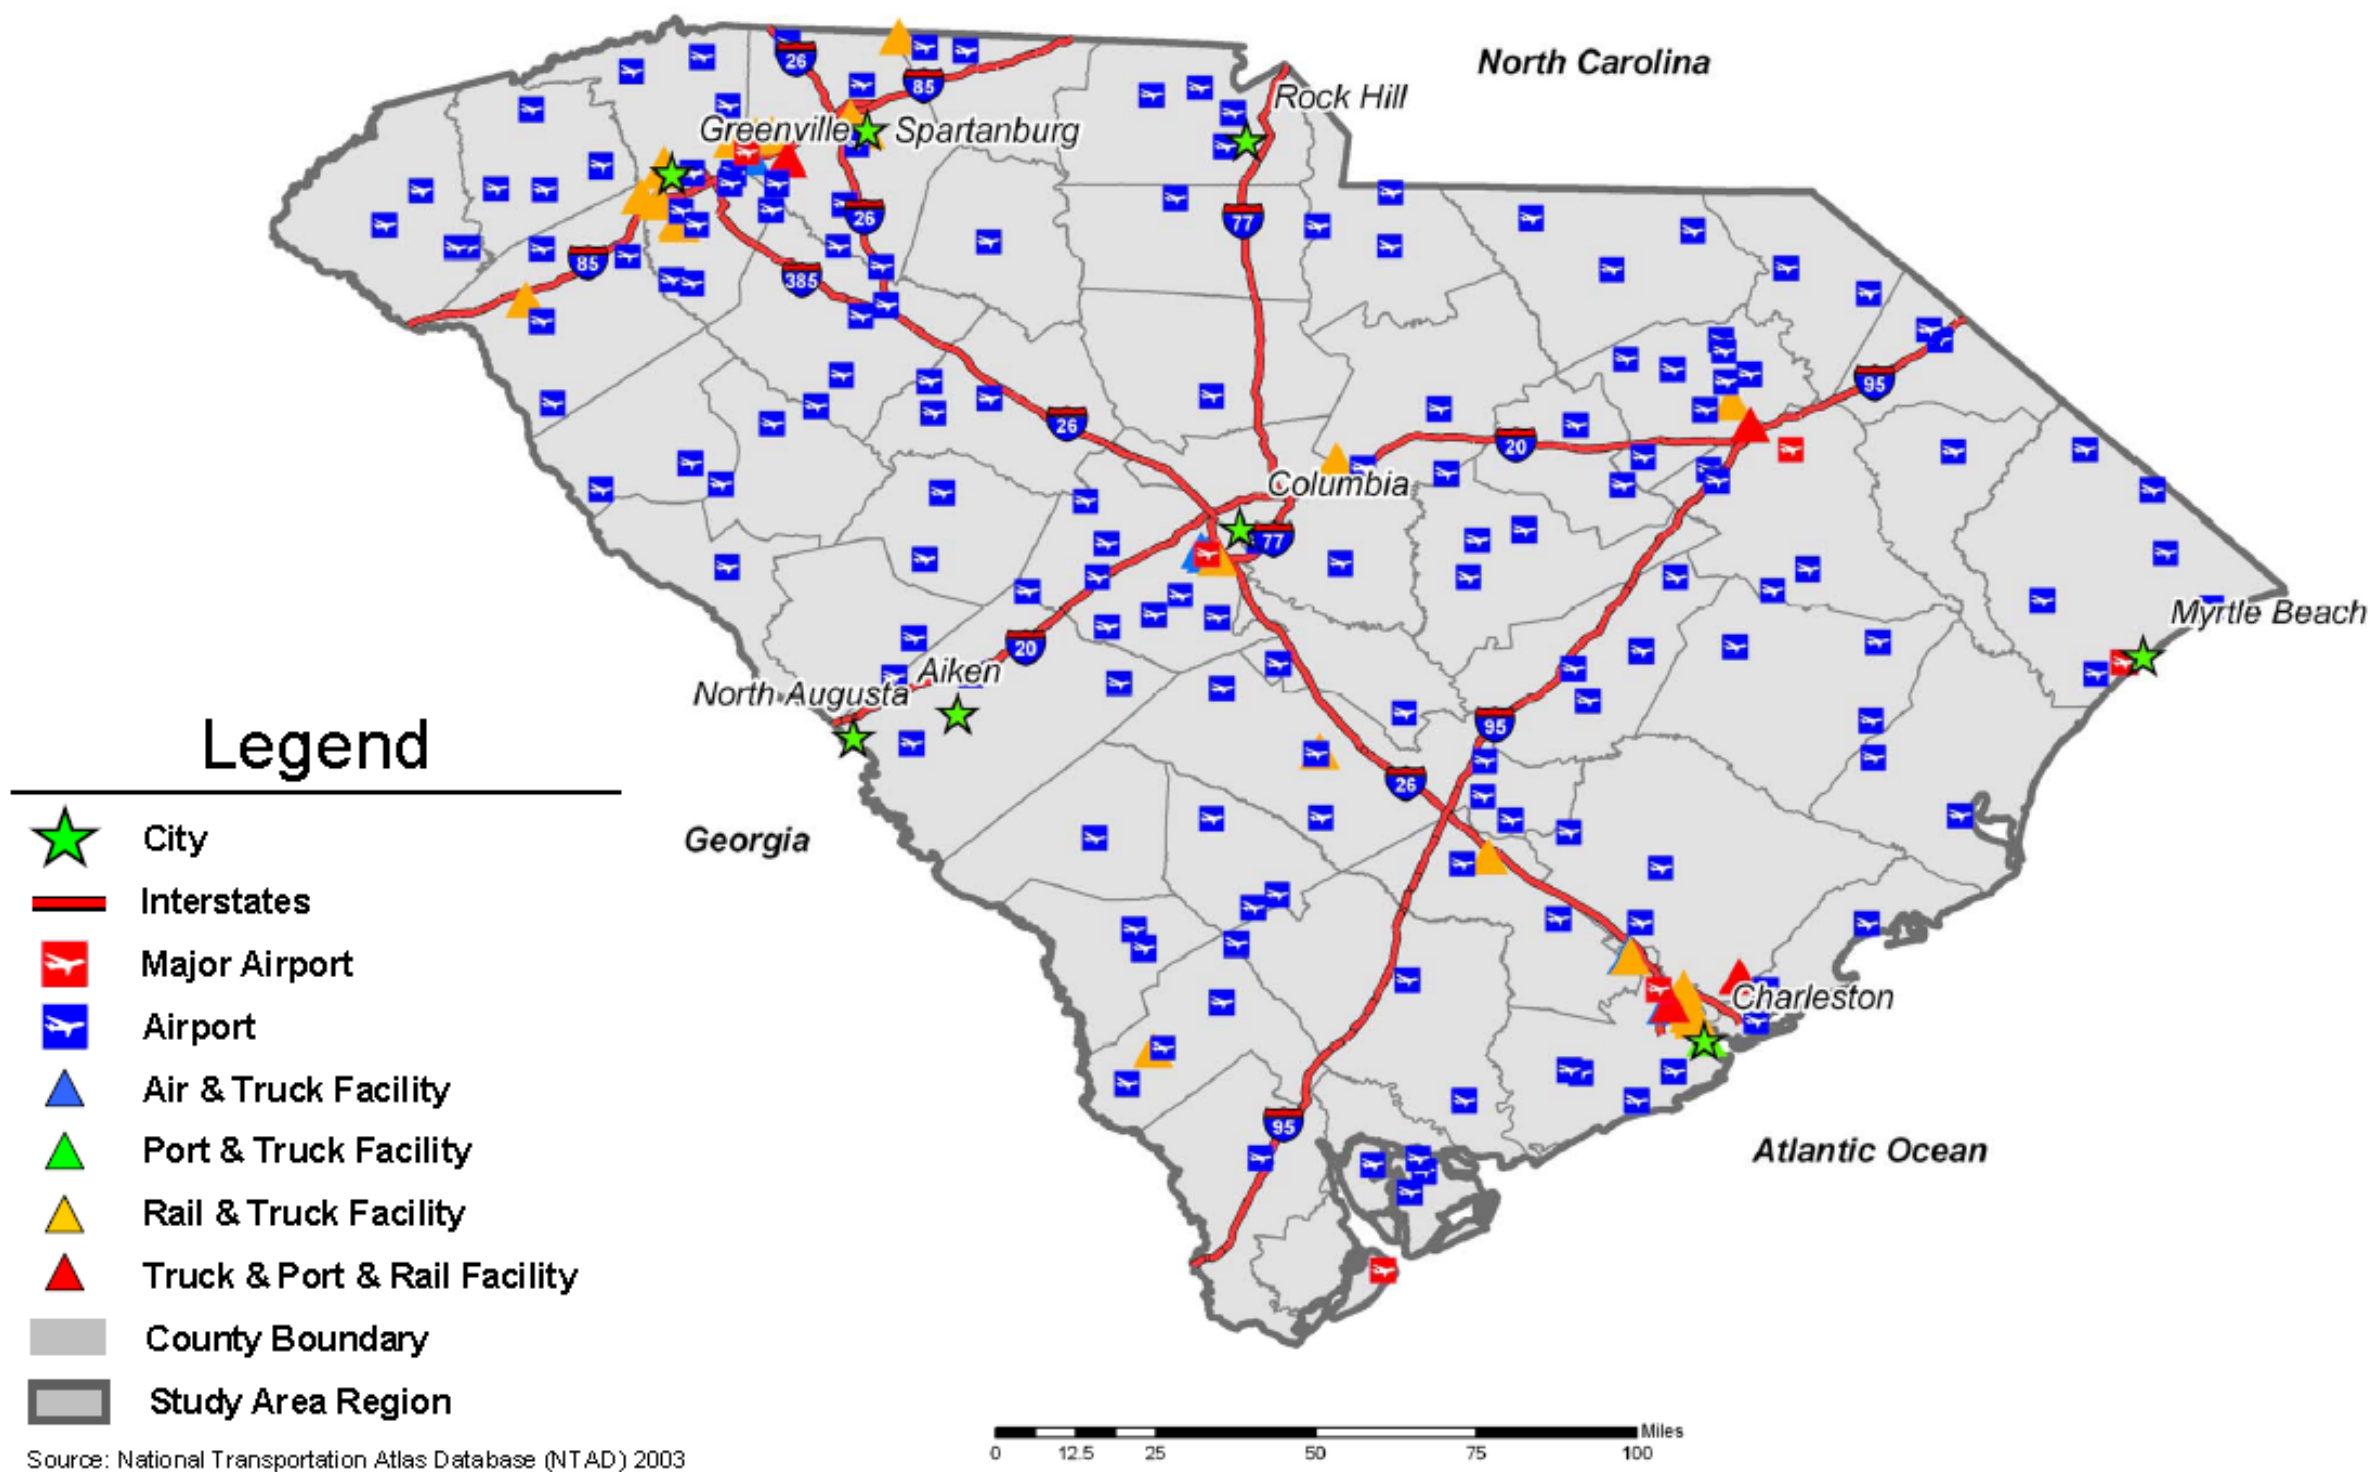 North Carolina
26
85
Rock Hill
Greenville
Spartanburg
26
77
85
385
95
26
20
Columbia
77
Myrtle Beach
20
Aiken
North Augusta
95
26
Georgia
Charleston
95
Atlantic Ocean
Legend
City
Interstates
Major Airport
Airport
Air & Truck Facility
Port & Truck Facility
Rail & Truck Facility
Truck & Port & Rail Facility
County Boundary
Study Area Region
Miles
0 12.5 25 50 75 100
Source: National Transportation Atlas Database (NTAD) 2003